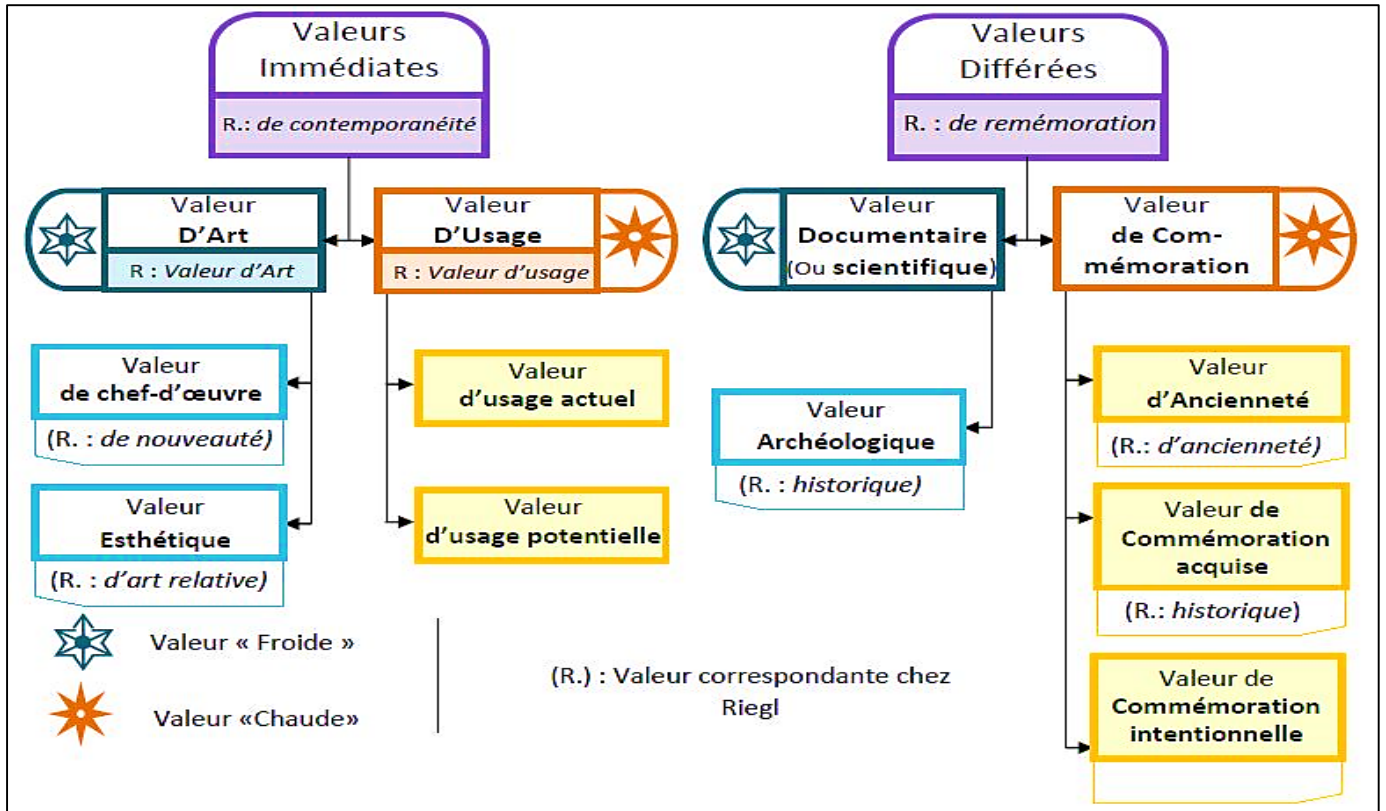 Valeurs
Immédiates
R.: de contemporanéité
Valeur
D'Art
R : Valeur d'Art
Valeur
D'Usage
R : Valeur d'usage
Valeur
de chef-d'œuvre
(R. : de nouveauté)
Valeur
Esthétique
(R. : d'art relative)
Valeur
d'usage actuel
Valeur
d'usage potentielle
Valeurs
Différées
R. : de remémoration
Valeur
Documentaire
(Ou scientifique)
Valeur
de Com-
mémoration
Valeur
Archéologique
(R. : historique)
Valeur
d'Ancienneté
(R.: d'ancienneté)
Valeur de
Commémoration
acquise
(R.: historique)
Valeur de
Commémoration
intentionnelle
Valeur « Froide »
Valeur «Chaude»
(R.) : Valeur correspondante chez
Riegl